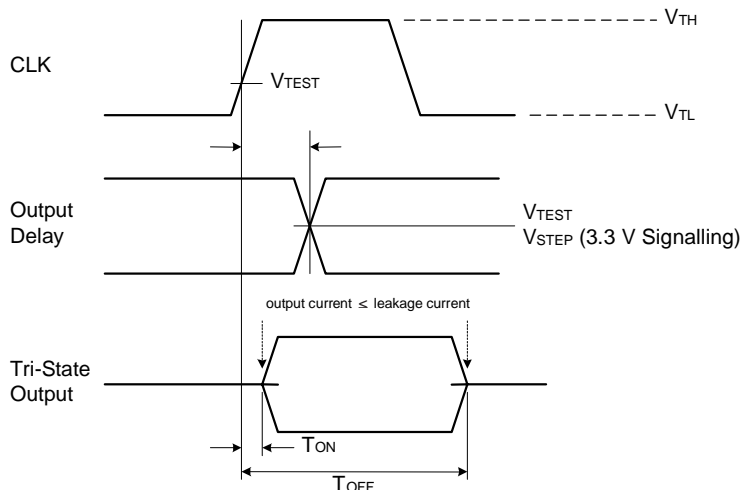 VTH
CLK
VTEST
VTL
Output
Delay
VTEST
VSTEP (3.3 V Signalling)
output current ≤ leakage current
Tri-State
Output
TON
TOFF